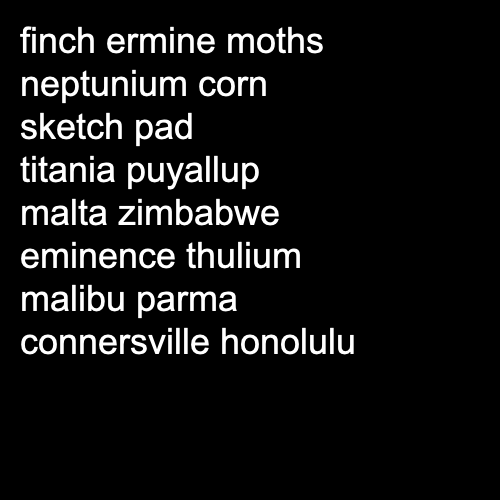 finch ermine moths
neptunium corn
sketch pad
titania puyallup
malta zimbabwe
eminence thulium
malibu parma
connersville honolulu